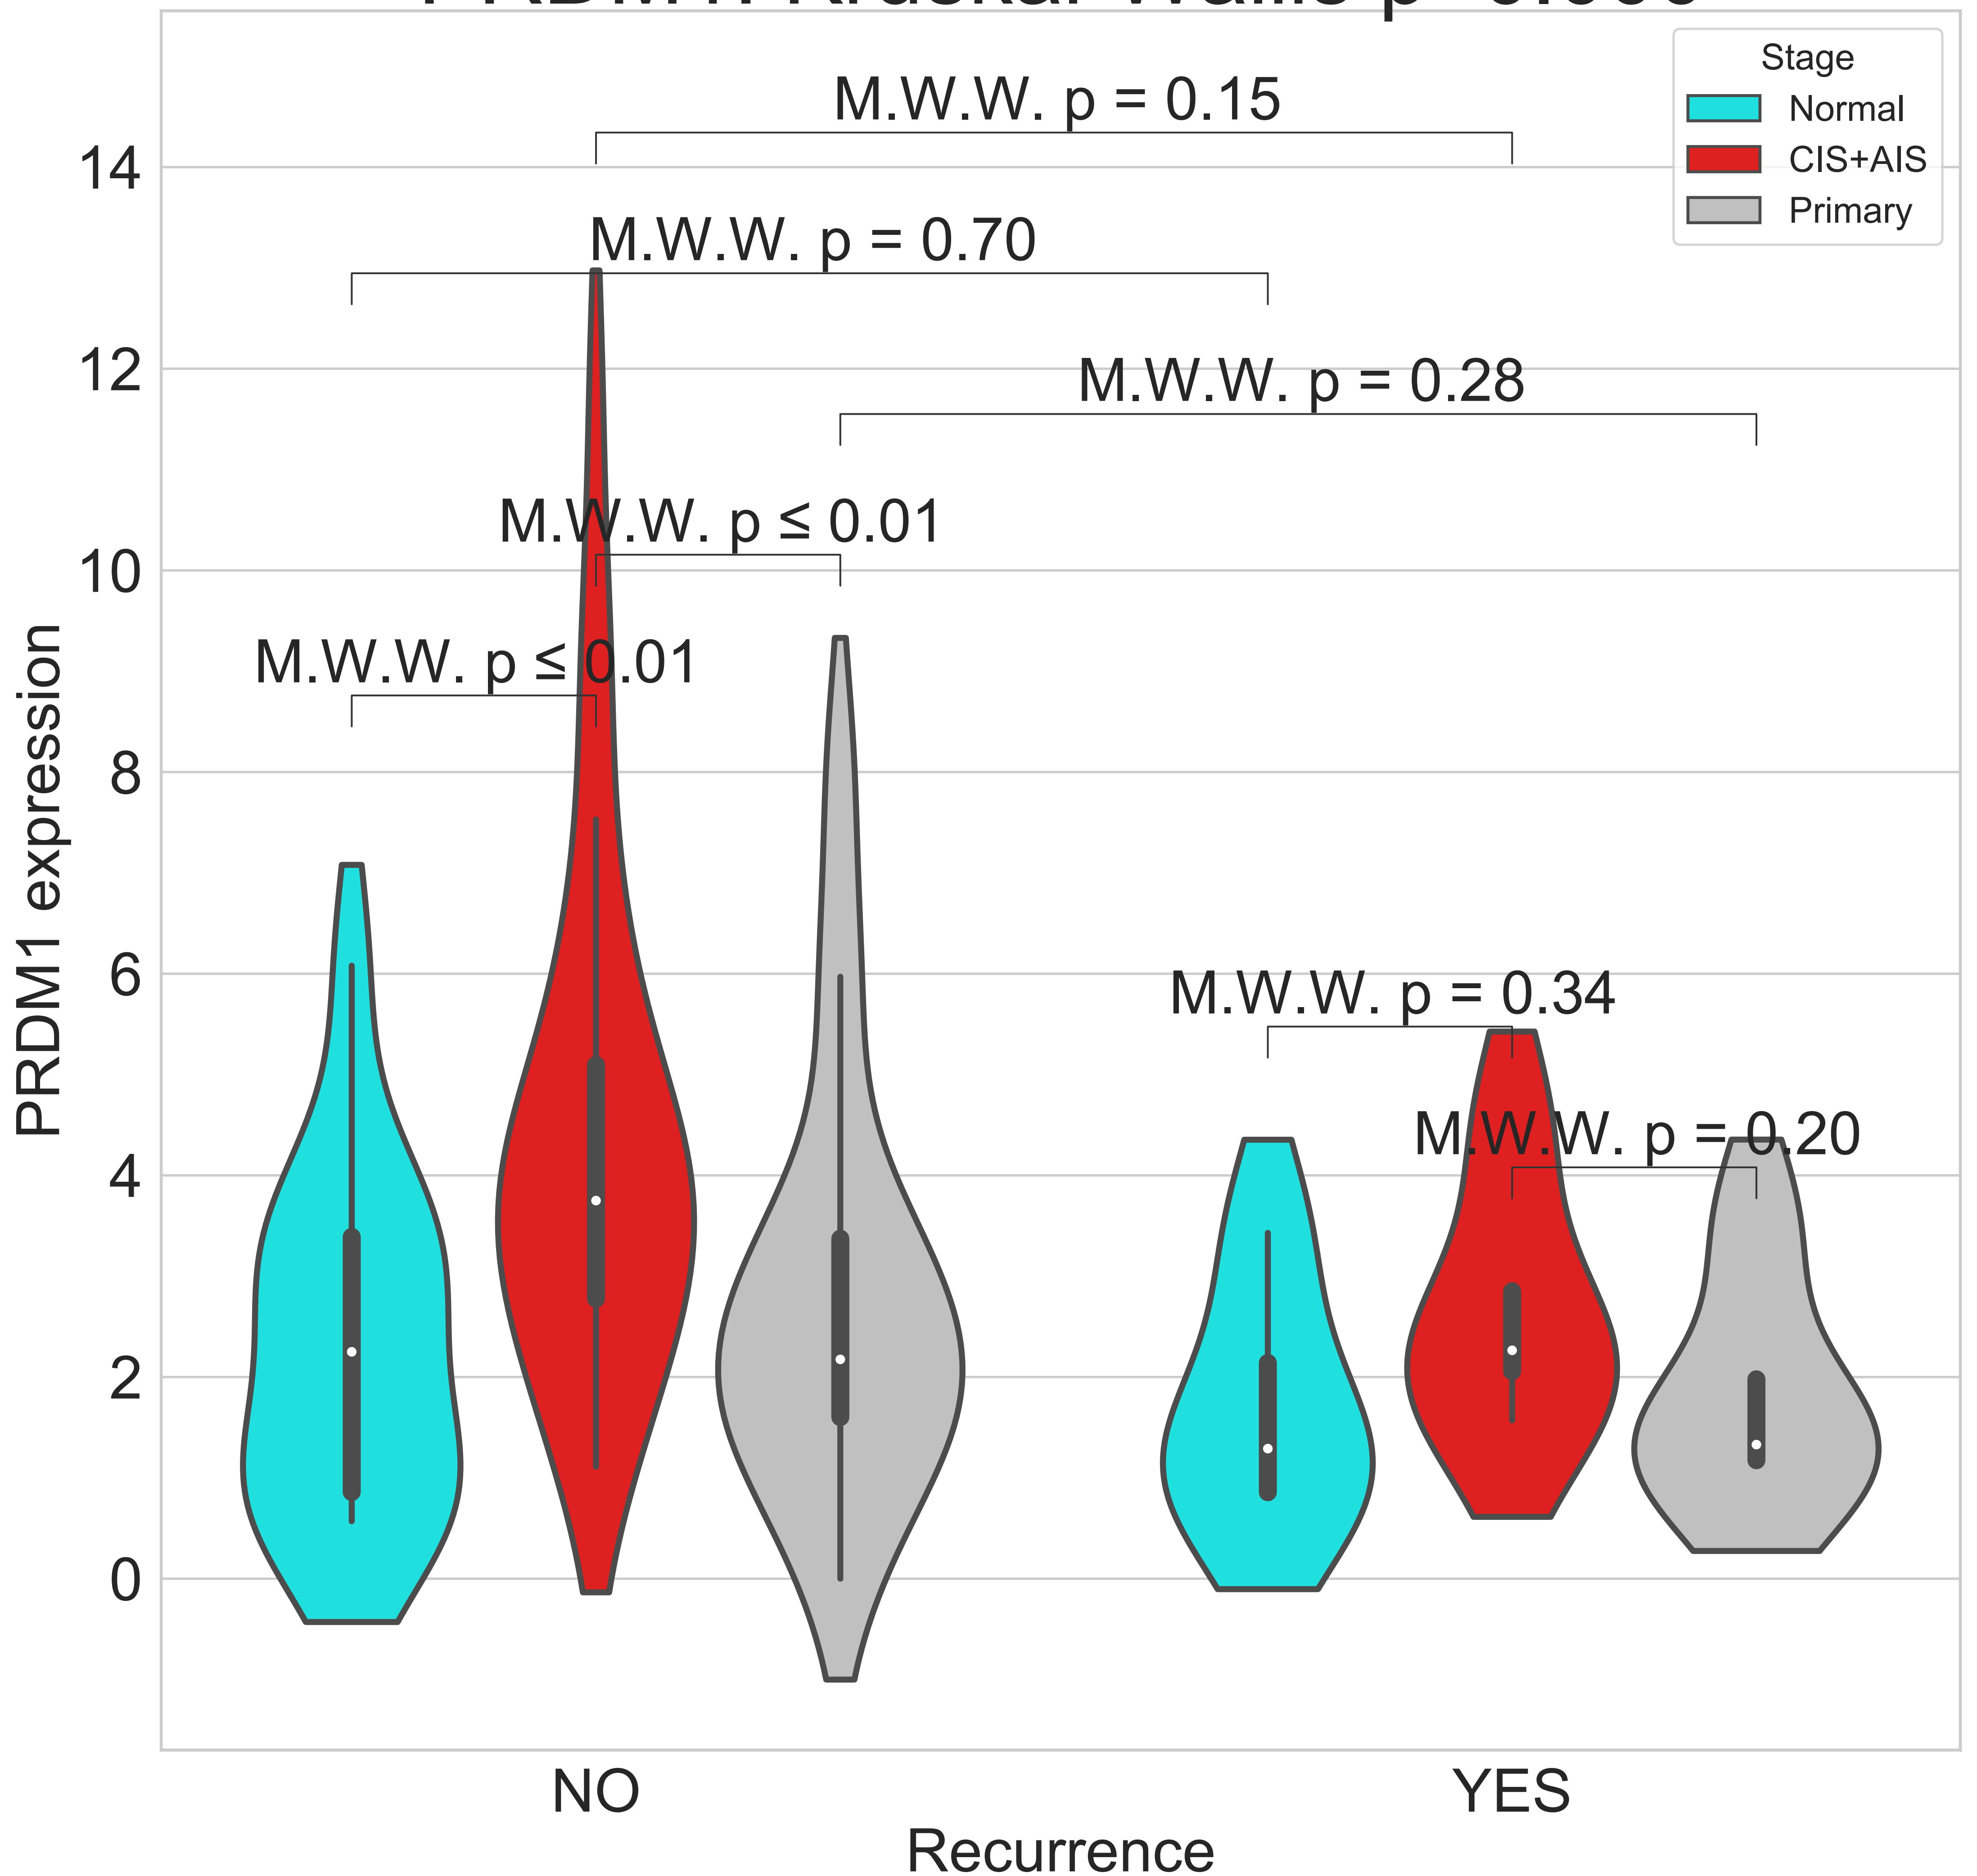 Stage
Normal
CIS+AIS
Primary
M.W.W. p = 0.15
M.W.W. p = 0.70
M.W.W. p = 0.28
M.W.W. p ≤ 0.01
M.W.W. p ≤ 0.01
M.W.W. p = 0.34
M.W.W. p = 0.20
14
12
10
8
6
4
2
0
PRDM1 expression
NO
YES
Recurrence